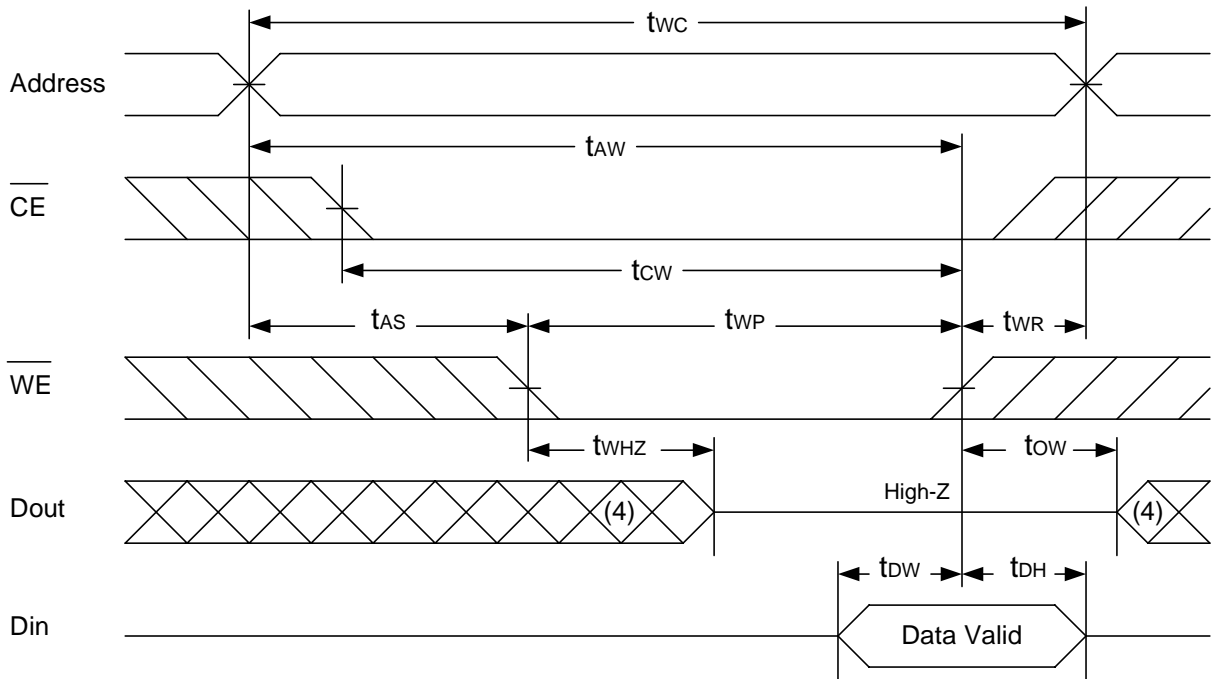 tWC
Address
tAW
CE
tCW
tAS tWP tWR
WE
tWHZ tOW
Dout (4) High-Z (4)
tDW tDH
Din Data Valid